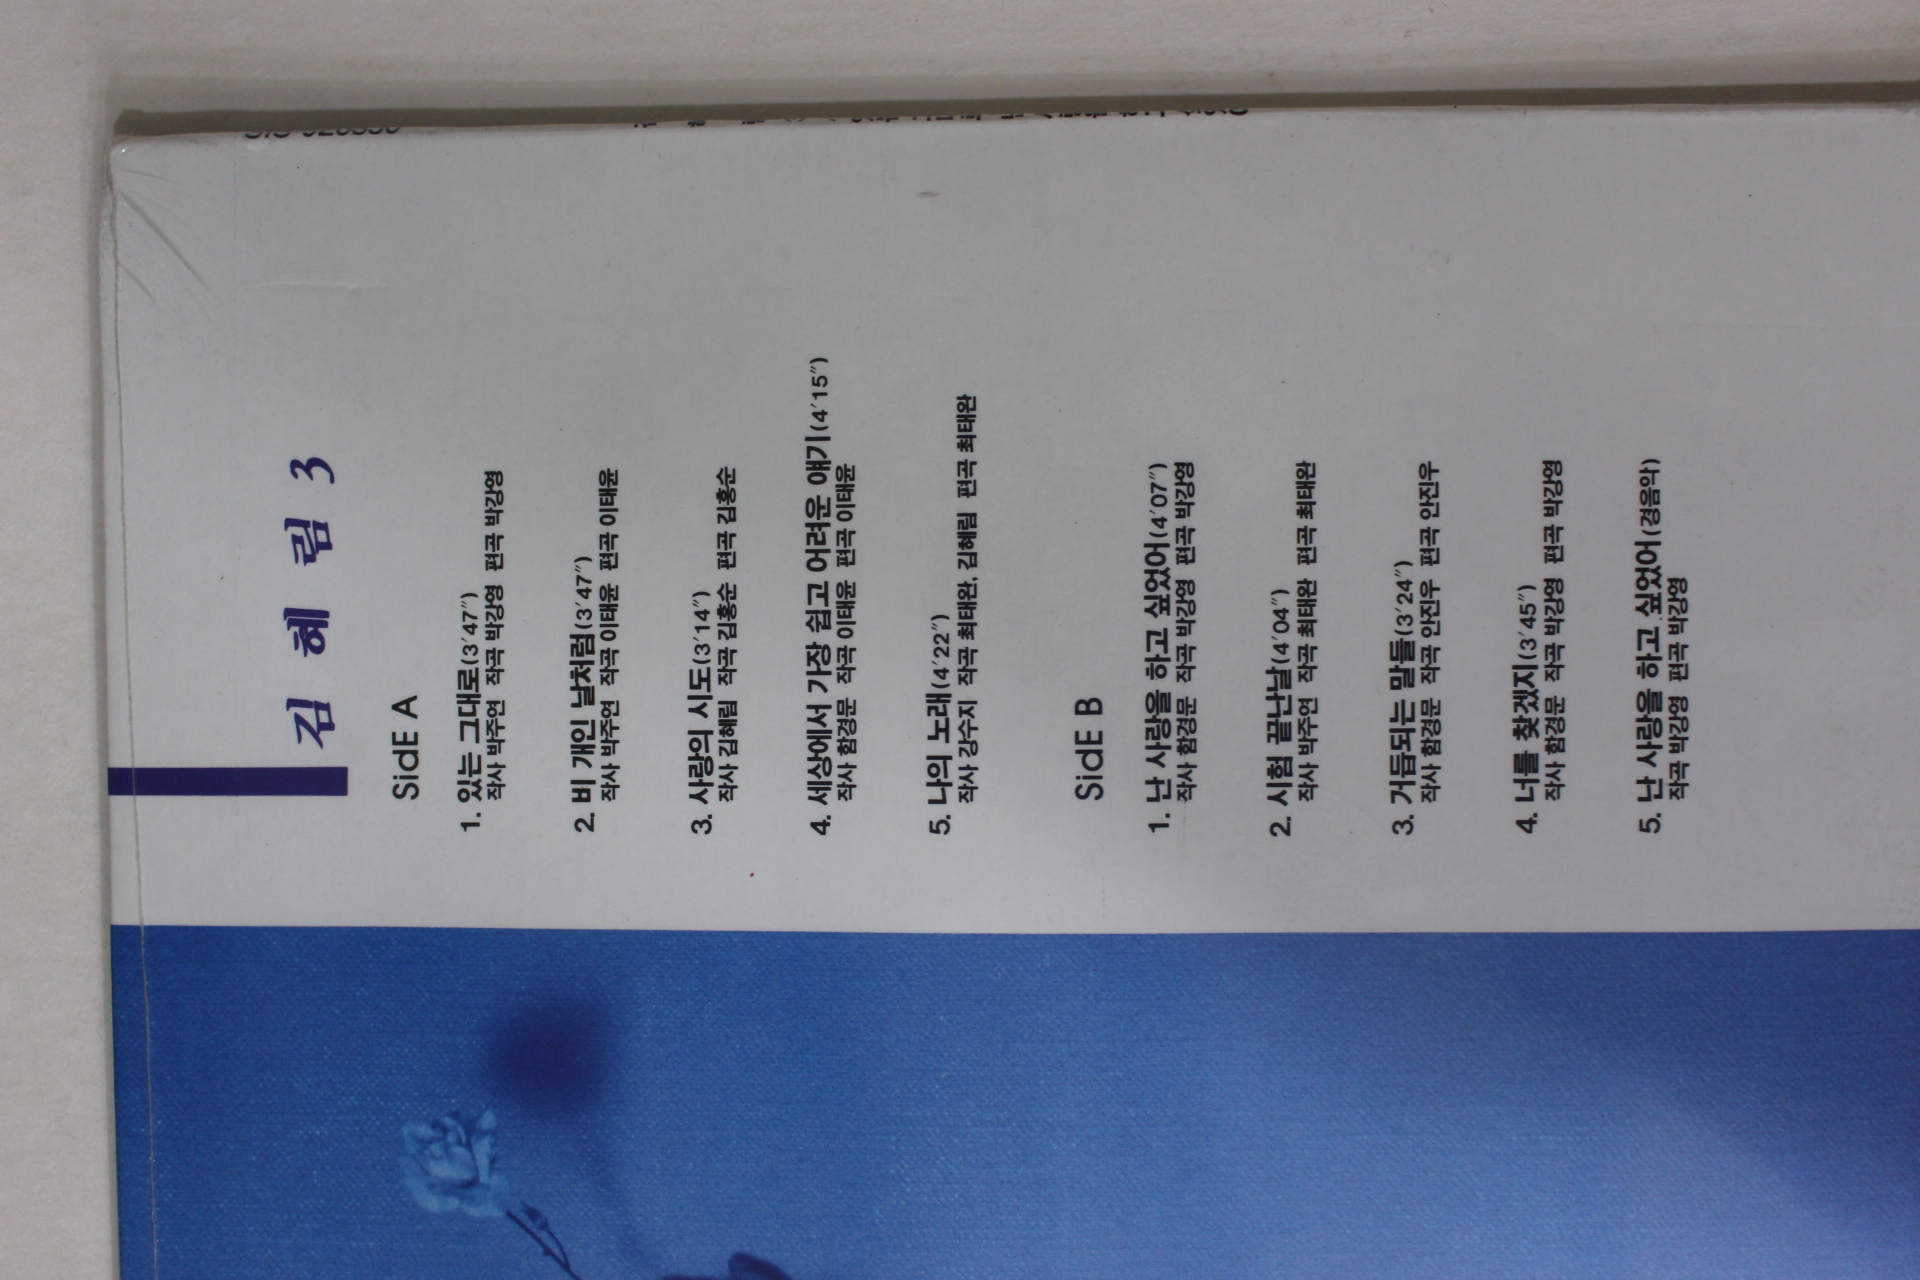 김 혜 림 3
SidE A
1. 있는 그대로(3′47″)
작사 박주연 작곡 박강영 편곡 박강영
2. 비 개인 날처럼(3′47″)
작사 박주연 작곡 이태윤 편곡 이태윤
3. 사랑의 시도(3′14″)
작사 김혜림 작곡 김홍순 편곡 김홍순
4. 세상에서 가장 쉽고 어려운 얘기(4′15″)
작사 함경문 작곡 이태윤 편곡 이태윤
5. 나의 노래(4′22″)
작사 강수지 작곡 최태완, 김혜림 편곡 최태완
SidE B
1. 난 사랑을 하고 싶었어(4′07″)
작사 함경문 작곡 박강영 편곡 박강영
2. 시험 끝난날(4′04″)
작사 박주연 작곡 최태완 편곡 최태완
3. 거듭되는 말들(3′24″)
작사 함경문 작곡 안진우 편곡 안진우
4. 너를 찾겠지(3′45″)
작사 함경문 작곡 박강영 편곡 박강영
5. 난 사랑을 하고 싶었어(경음악)
작곡 박강영 편곡 박강영